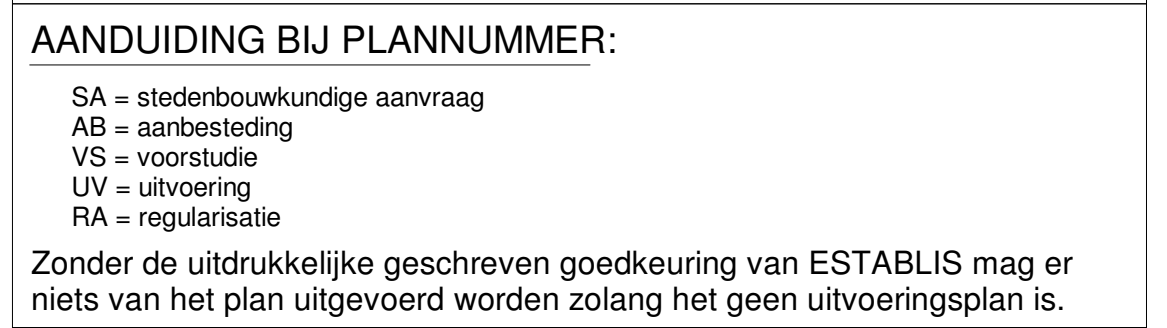 AANDUIDING BIJ PLANNUMMER:
SA = stedenbouwkundige aanvraag
AB = aanbesteding
VS = voorstudie
UV = uitvoering
RA = regularisatie
Zonder de uitdrukkelijke geschreven goedkeuring van ESTABLIS mag er
niets van het plan uitgevoerd worden zolang het geen uitvoeringsplan is.